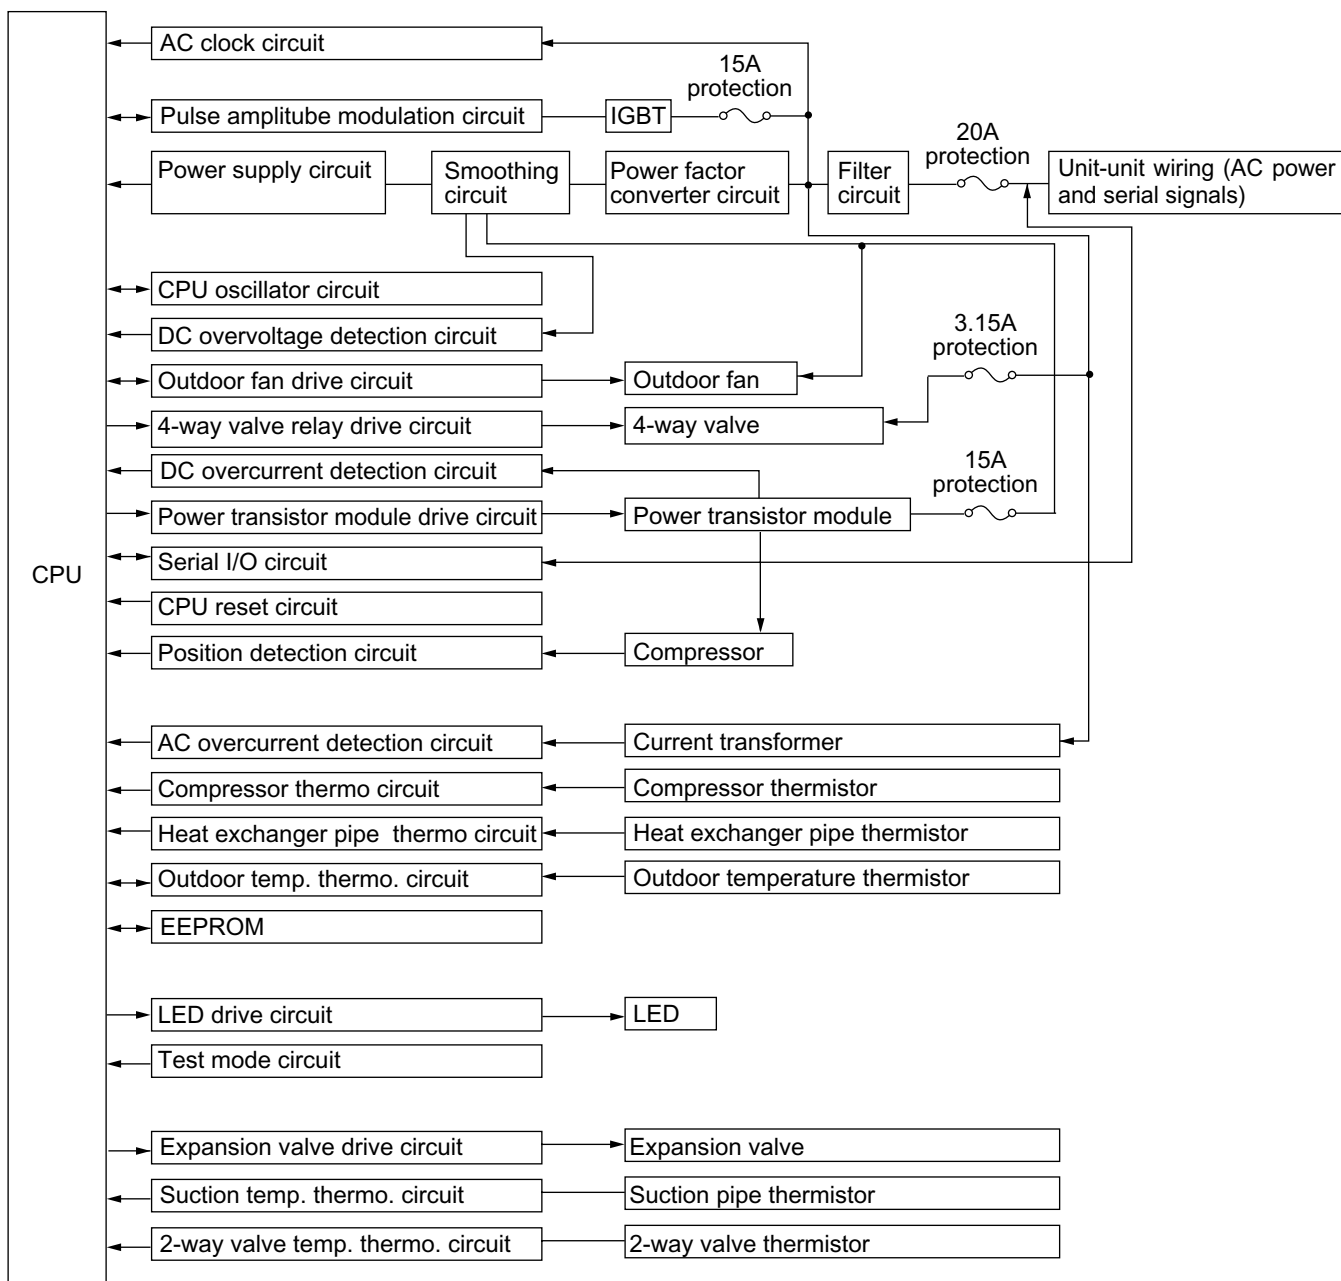 AC clock circuit
15A
protection
Pulse amplitube modulation circuit
IGBT
20A
protection
Power supply circuit
Smoothing
circuit
Power factor
converter circuit
Filter
circuit
Unit-unit wiring (AC power
and serial signals)
CPU oscillator circuit
DC overvoltage detection circuit
3.15A
protection
Outdoor fan drive circuit
Outdoor fan
4-way valve relay drive circuit
4-way valve
DC overcurrent detection circuit
15A
protection
Power transistor module drive circuit
Power transistor module
Serial I/O circuit
CPU
CPU reset circuit
Position detection circuit
Compressor
AC overcurrent detection circuit
Current transformer
Compressor thermo circuit
Compressor thermistor
Heat exchanger pipe  thermo circuit
Heat exchanger pipe thermistor
Outdoor temp. thermo. circuit
Outdoor temperature thermistor
EEPROM
LED drive circuit
LED
Test mode circuit
Expansion valve drive circuit
Expansion valve
Suction temp. thermo. circuit
Suction pipe thermistor
2-way valve temp. thermo. circuit
2-way valve thermistor